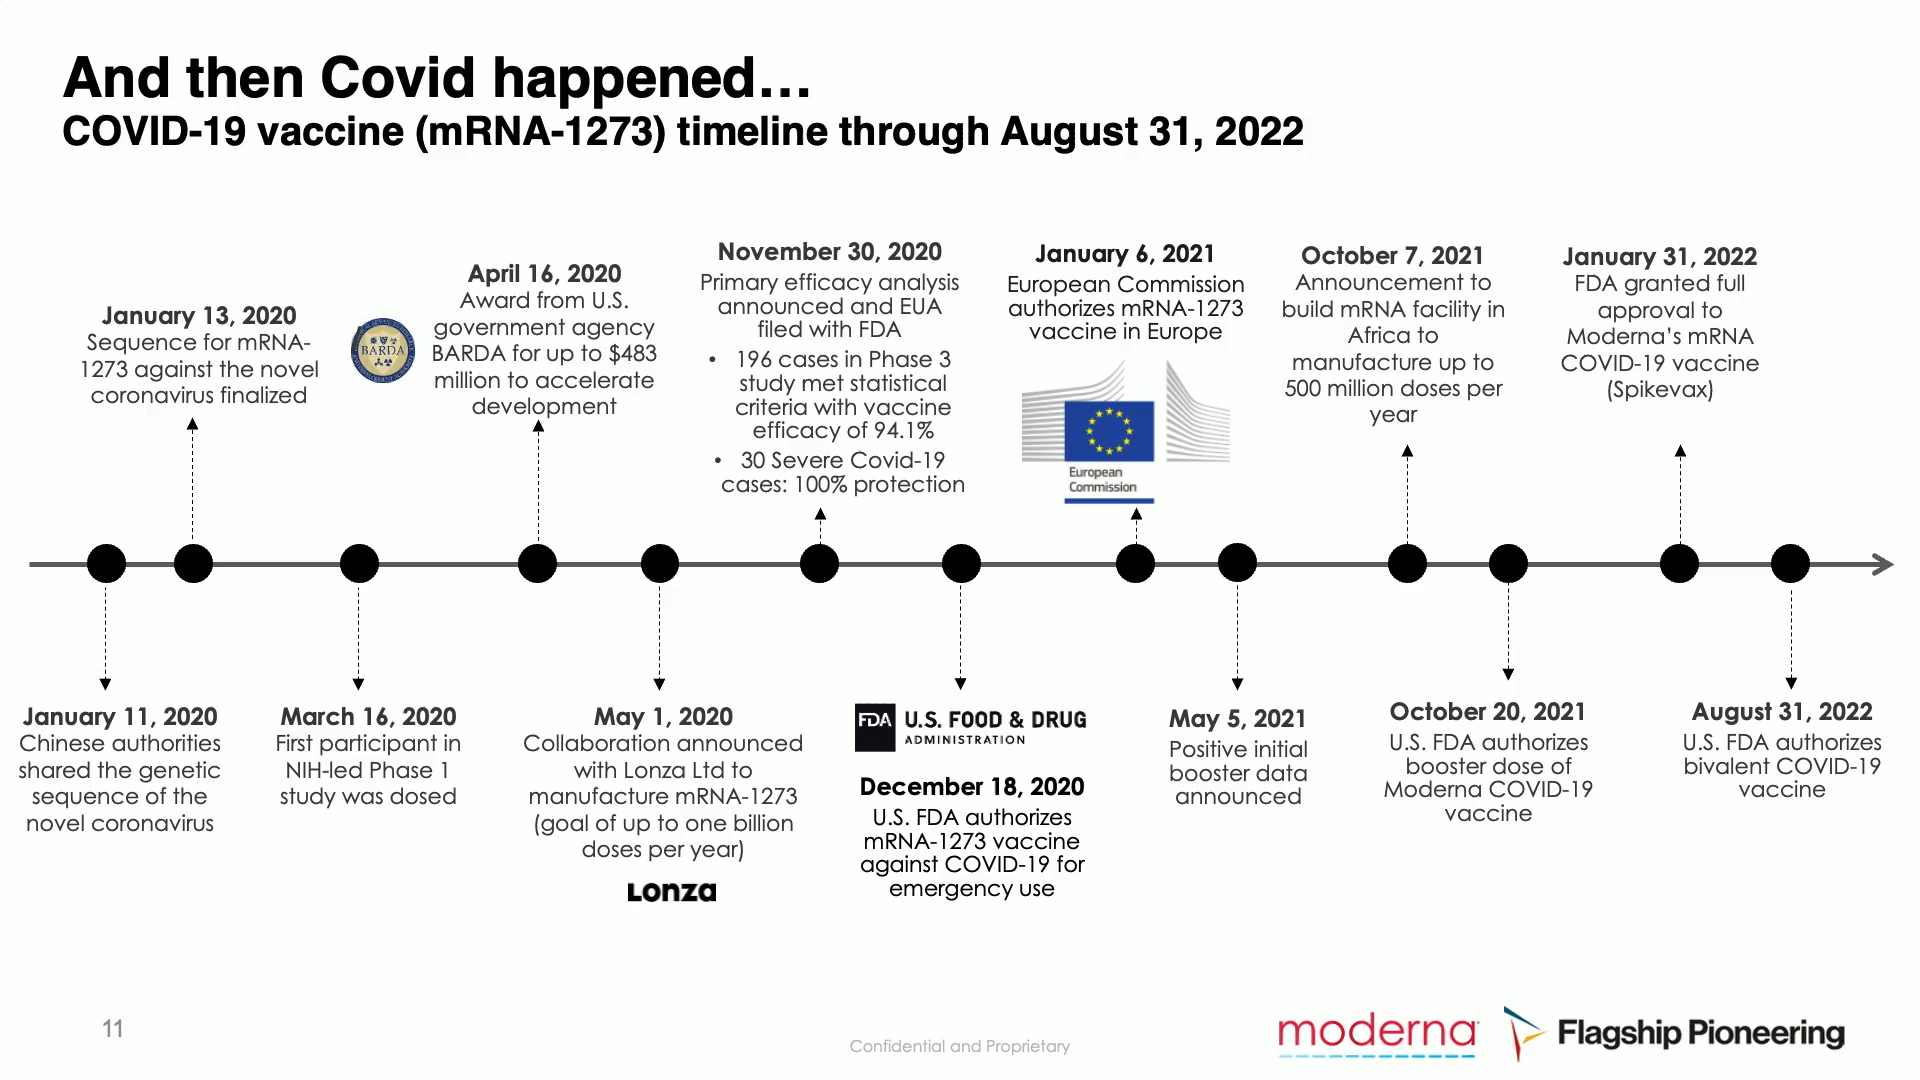 And then Covid happened…
COVID-19 vaccine (mRNA-1273) timeline through August 31, 2022
January 13, 2020
Sequence for mRNA-
1273 against the novel
coronavirus finalized
BARDA
April 16, 2020
Award from U.S.
government agency
BARDA for up to $483
million to accelerate
development
November 30, 2020
Primary efficacy analysis
announced and EUA
filed with FDA
• 196 cases in Phase 3
study met statistical
criteria with vaccine
efficacy of 94.1%
• 30 Severe Covid-19
cases: 100% protection
January 6, 2021
European Commission
authorizes mRNA-1273
vaccine in Europe
European
Commission
October 7, 2021
Announcement to
build mRNA facility in
Africa to
manufacture up to
500 million doses per
year
January 31, 2022
FDA granted full
approval to
Moderna’s mRNA
COVID-19 vaccine
(Spikevax)
January 11, 2020
Chinese authorities
shared the genetic
sequence of the
novel coronavirus
March 16, 2020
First participant in
NIH-led Phase 1
study was dosed
May 1, 2020
Collaboration announced
with Lonza Ltd to
manufacture mRNA-1273
(goal of up to one billion
doses per year)
Lonza
FDA U.S. FOOD & DRUG
ADMINISTRATION
December 18, 2020
U.S. FDA authorizes
mRNA-1273 vaccine
against COVID-19 for
emergency use
May 5, 2021
Positive initial
booster data
announced
October 20, 2021
U.S. FDA authorizes
booster dose of
Moderna COVID-19
vaccine
August 31, 2022
U.S. FDA authorizes
bivalent COVID-19
vaccine
11
Confidential and Proprietary
moderna
Flagship Pioneering